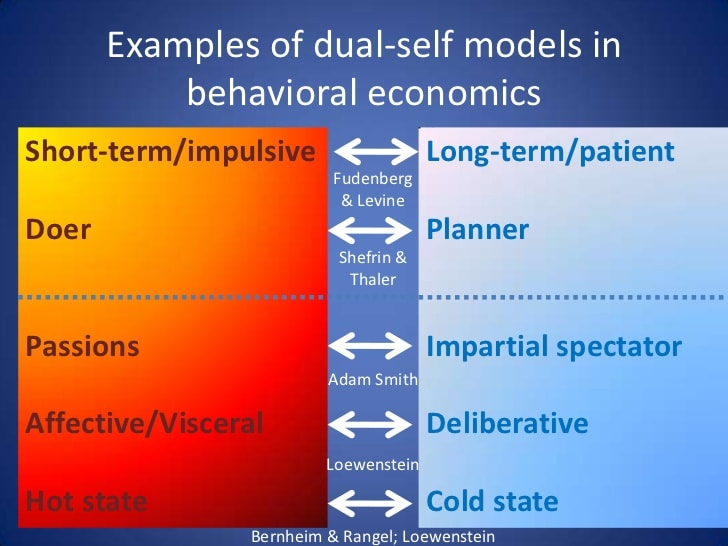 Examples of dual-self models in
behavioral economics
Short-term/impulsive Long-term/patient
Fudenberg
& Levine
Doer Planner
Shefrin &
Thaler
Passions Impartial spectator
Adam Smith
Affective/Visceral Deliberative
Loewenstein
Hot state Cold state
Bernheim & Rangel; Loewenstein